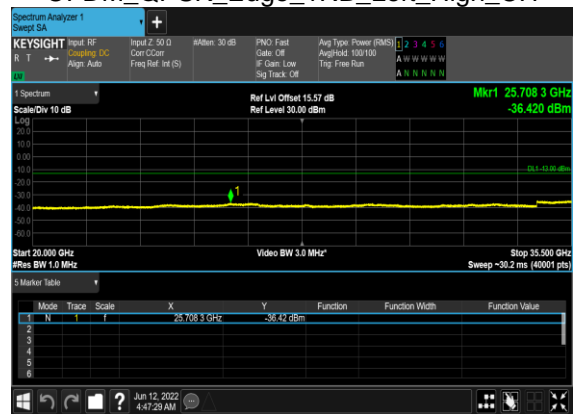 Spectrum Analyzer 1
Swept SA
+
KEYSIGHT Input: RF Input Z: 50 Ω #Atten: 30 dB PNO: Fast Avg Type: Power (RMS) 1 2 3 4 5 6
R T Coupling: DC Corr CCorr Gate: Off Avg|Hold: 100/100 A W W W W W
Align: Auto Freq Ref: Int (S) IF Gain: Low Trig: Free Run
LV Sig Track: Off A N N N N N
1 Spectrum Ref Lvl Offset 15.57 dB Mkr1 25.708 3 GHz
Scale/Div 10 dB Ref Level 30.00 dBm -36.420 dBm
Log
20.0
10.0
0.00
-10.0 DL1 -13.00 dBm
-20.0
-30.0 1
-40.0
-50.0
-60.0
Start 20.000 GHz Video BW 3.0 MHz* Stop 35.500 GHz
#Res BW 1.0 MHz Sweep ~30.2 ms (40001 pts)
5 Marker Table
Mode Trace Scale X Y Function Function Width Function Value
1 N 1 f 25.708 3 GHz -36.42 dBm
2
3
4
5
6
? Jun 12, 2022
4:47:29 AM